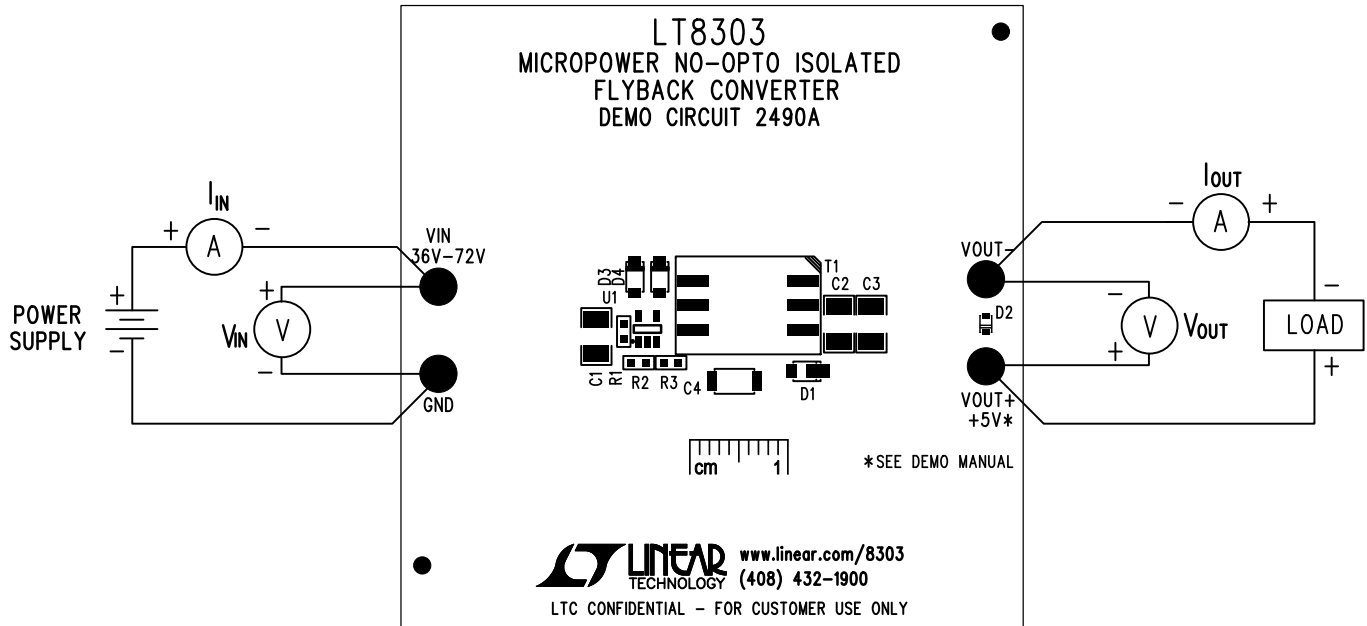 LT8303
MICROPOWER NO-OPTO ISOLATED
FLYBACK CONVERTER
DEMO CIRCUIT 2490A
IIN
+ A -
VIN
36V-72V
+
POWER
SUPPLY
-
+
VIN
V
-
GND
D3
D4
U1
T1
C2 C3
C1
R1
R2
R3
C4
D1
cm 1
VOUT-
D2
VOUT+
+5V*
*SEE DEMO MANUAL
IOUT
- A +
-
V
VOUT
+
-
LOAD
+
LINEAR
TECHNOLOGY
www.linear.com/8303
(408) 432-1900
LTC CONFIDENTIAL - FOR CUSTOMER USE ONLY